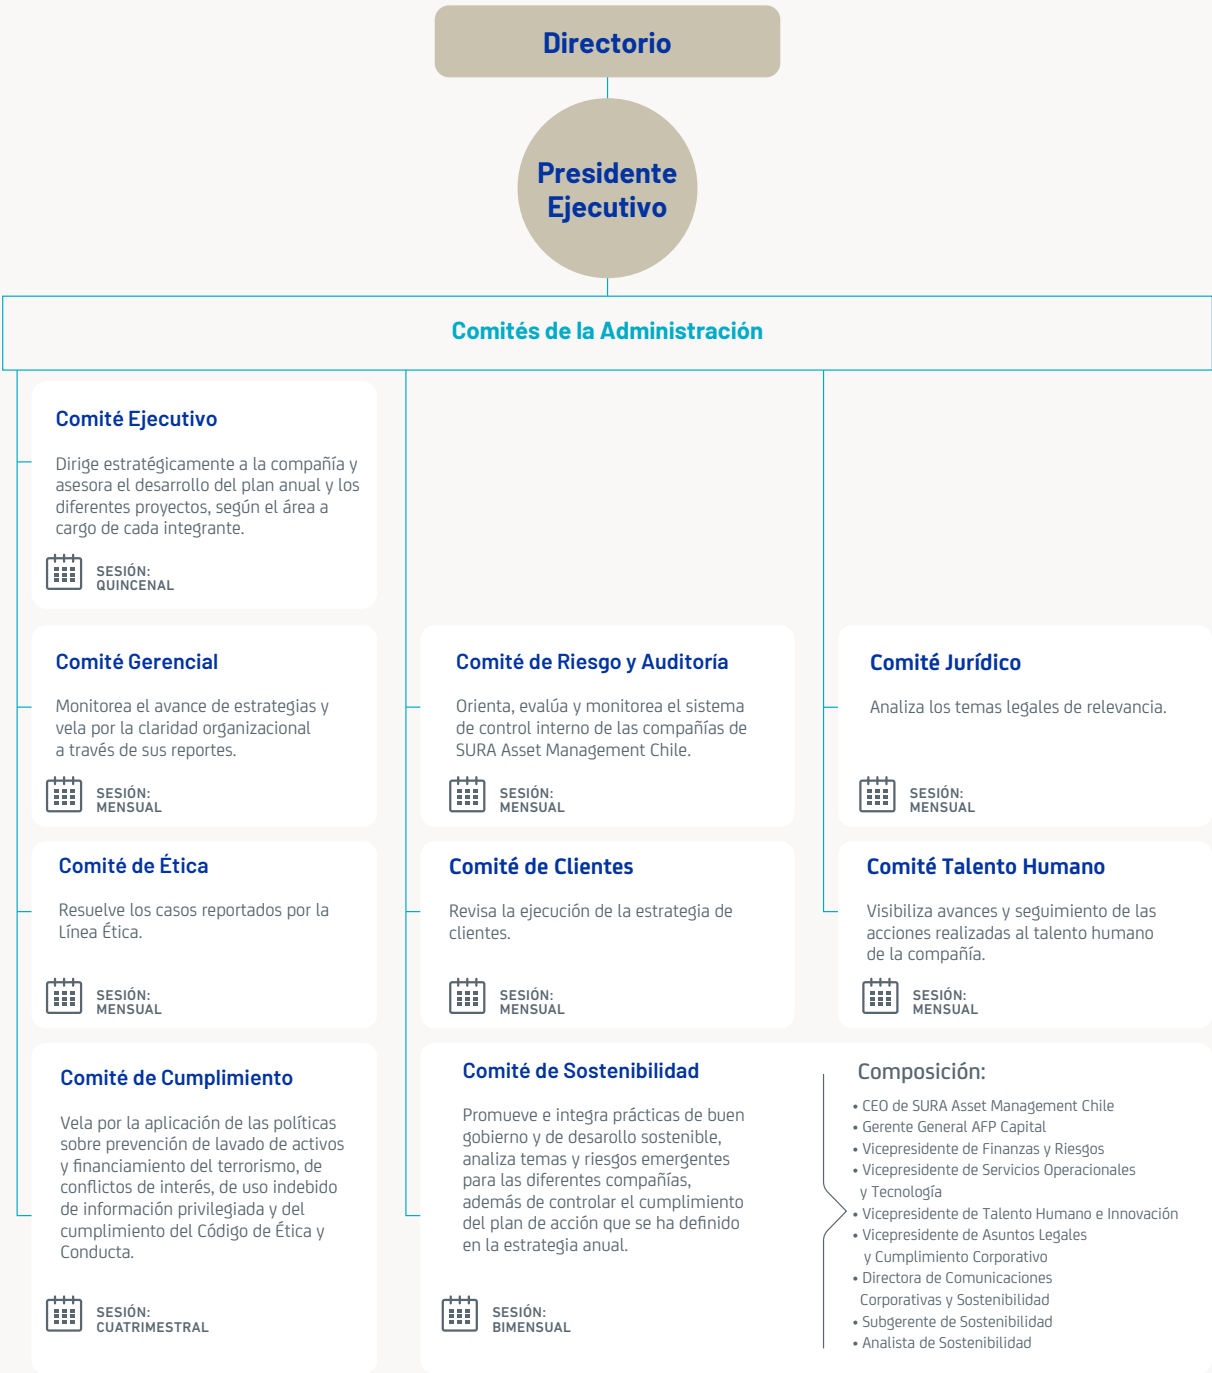 Directorio
Presidente
Ejecutivo
Comités de la Administración
Comité Ejecutivo
Dirige estratégicamente a la compañía y
asesora el desarrollo del plan anual y los
diferentes proyectos, según el área a
cargo de cada integrante.
SESIÓN:
QUINCENAL
Comité Gerencial
Monitorea el avance de estrategias y
vela por la claridad organizacional
a través de sus reportes.
SESIÓN:
MENSUAL
Comité de Riesgo y Auditoría
Orienta, evalúa y monitorea el sistema
de control interno de las compañías de
SURA Asset Management Chile.
SESIÓN:
MENSUAL
Comité Jurídico
Analiza los temas legales de relevancia.
SESIÓN:
MENSUAL
Comité de Ética
Resuelve los casos reportados por la
Línea Ética.
SESIÓN:
MENSUAL
Comité de Clientes
Revisa la ejecución de la estrategia de
clientes.
SESIÓN:
MENSUAL
Comité Talento Humano
Visibiliza avances y seguimiento de las
acciones realizadas al talento humano
de la compañía.
SESIÓN:
MENSUAL
Comité de Cumplimiento
Vela por la aplicación de las políticas
sobre prevención de lavado de activos
y financiamiento del terrorismo, de
conflictos de interés, de uso indebido
de información privilegiada y del
cumplimiento del Código de Ética y
Conducta.
SESIÓN:
CUATRIMESTRAL
Comité de Sostenibilidad
Promueve e integra prácticas de buen
gobierno y de desarollo sostenible,
analiza temas y riesgos emergentes
para las diferentes compañías,
además de controlar el cumplimiento
del plan de acción que se ha definido
en la estrategia anual.
SESIÓN:
BIMENSUAL
Composición:
• CEO de SURA Asset Management Chile
• Gerente General AFP Capital
• Vicepresidente de Finanzas y Riesgos
• Vicepresidente de Servicios Operacionales
y Tecnología
• Vicepresidente de Talento Humano e Innovación
• Vicepresidente de Asuntos Legales
y Cumplimiento Corporativo
• Directora de Comunicaciones
Corporativas y Sostenibilidad
• Subgerente de Sostenibilidad
• Analista de Sostenibilidad